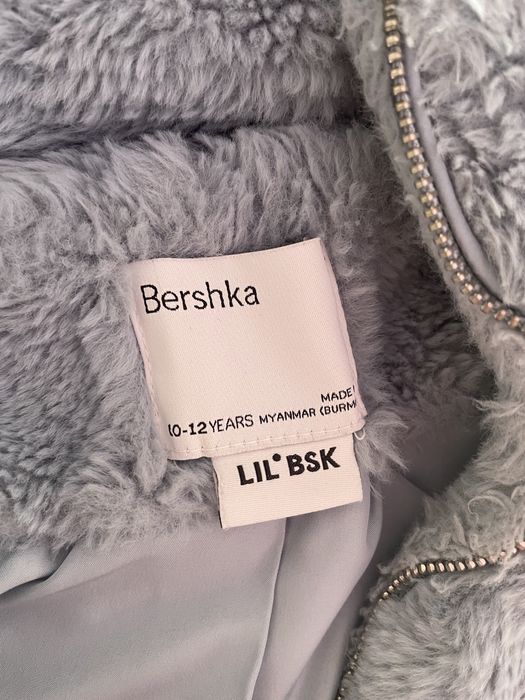 Bershka
MADE
10-12 YEARS MYANMAR (BURM
LIL' BSK